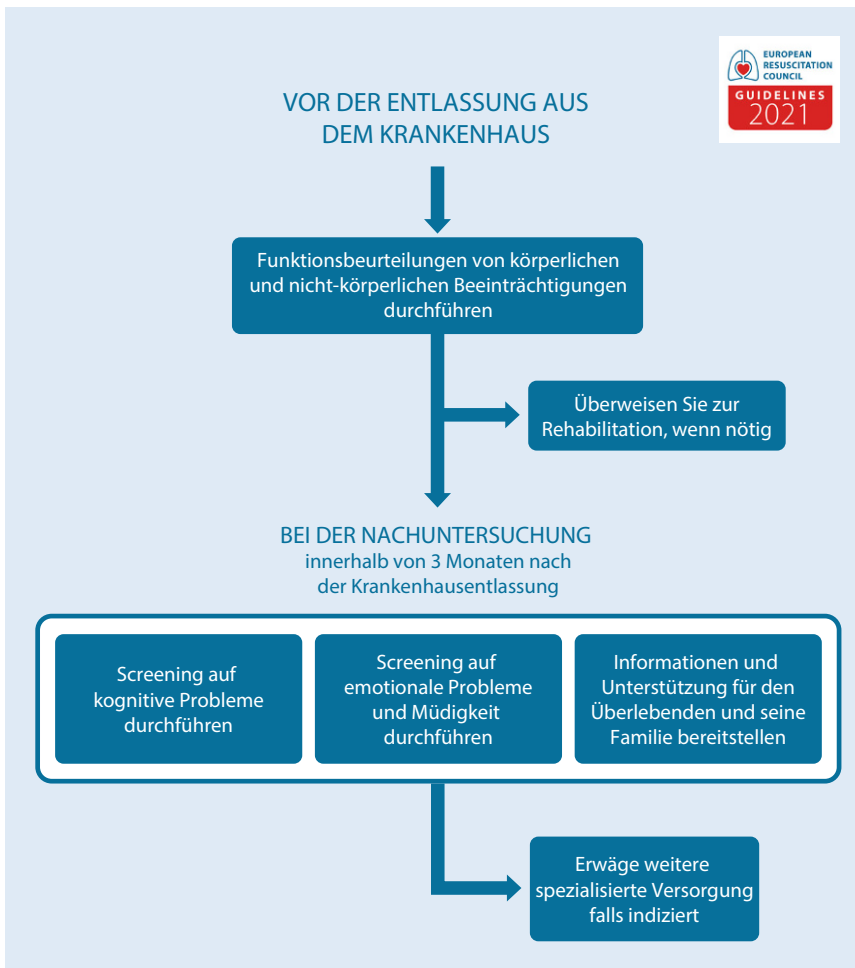 EUROPEAN
RESUSCITATION
COUNCIL
GUIDELINES
2021
VOR DER ENTLASSUNG AUS
DEM KRANKENHAUS
Funktionsbeurteilungen von körperlichen
und nicht-körperlichen Beeinträchtigungen
durchführen
Überweisen Sie zur
Rehabilitation, wenn nötig
BEI DER NACHUNTERSUCHUNG
innerhalb von 3 Monaten nach
der Krankenhausentlassung
Screening auf
kognitive Probleme
durchführen
Screening auf
emotionale Probleme
und Müdigkeit
durchführen
Informationen und
Unterstützung für den
Überlebenden und seine
Familie bereitstellen
Erwäge weitere
spezialisierte Versorgung
falls indiziert